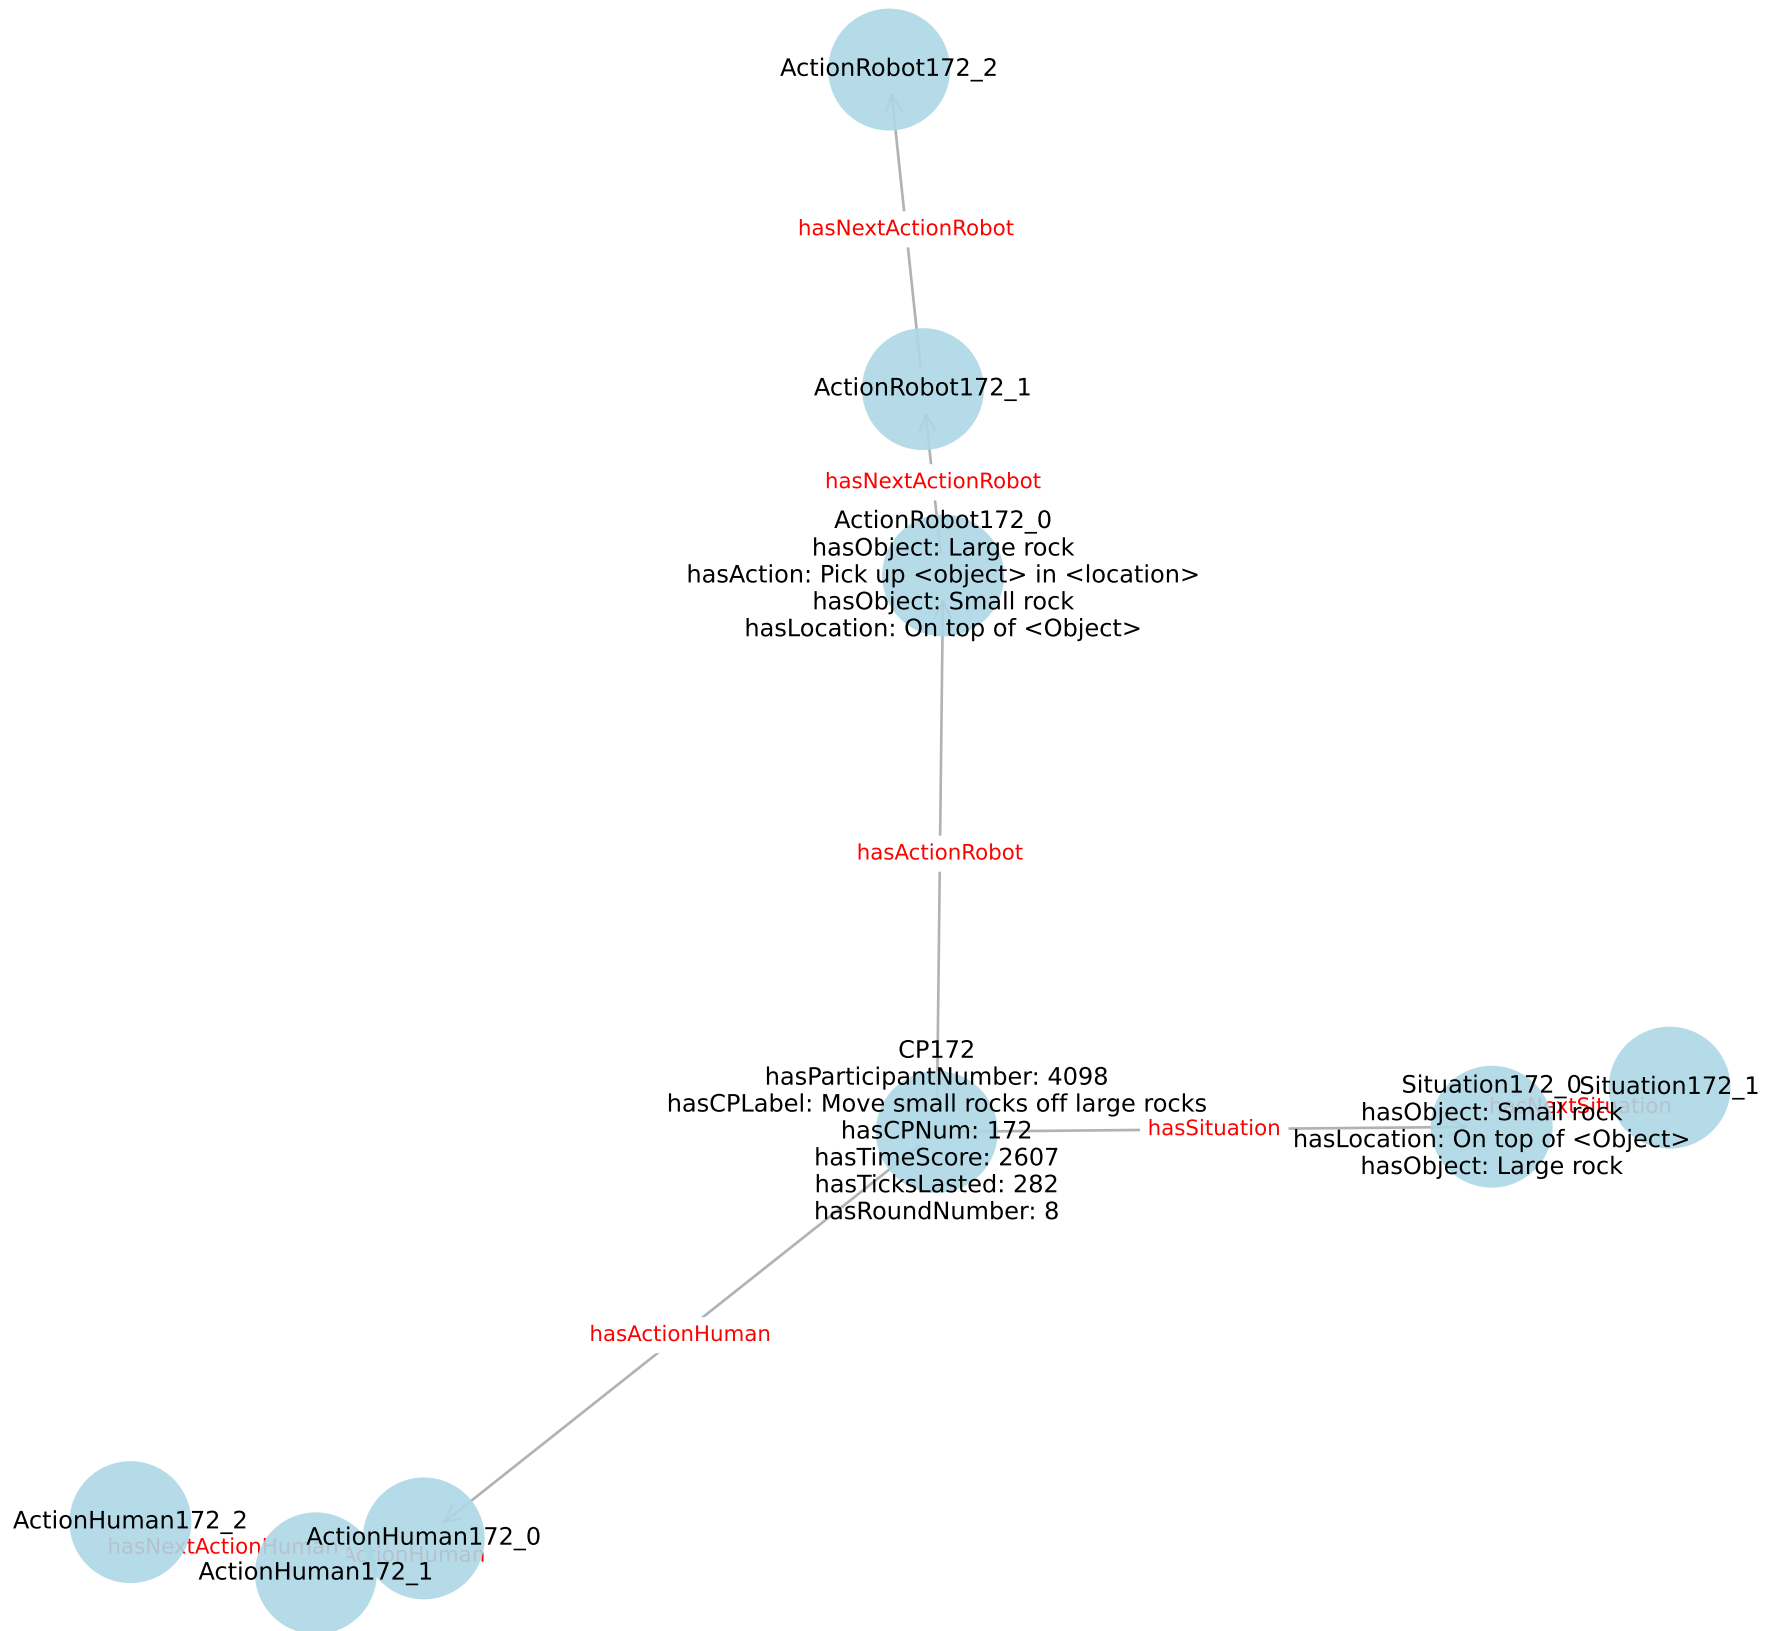 ActionRobot172_2
hasNextActionRobot
ActionRobot172_1
hasNextActionRobot
ActionRobot172_0
hasObject: Large rock
hasAction: Pick up <object> in <location>
hasObject: Small rock
hasLocation: On top of <Object>
hasActionRobot
CP172
hasParticipantNumber: 4098
hasCPLabel: Move small rocks off large rocks
hasCPNum: 172
hasTimeScore: 2607
hasTicksLasted: 282
hasRoundNumber: 8
hasSituation
Situation172_0
hasObject: Small rock
hasLocation: On top of <Object>
hasObject: Large rock
Situation172_1
hasNextSituation
hasActionHuman
ActionHuman172_2
hasNextActionHuman
ActionHuman172_0
ActionHuman
ActionHuman172_1